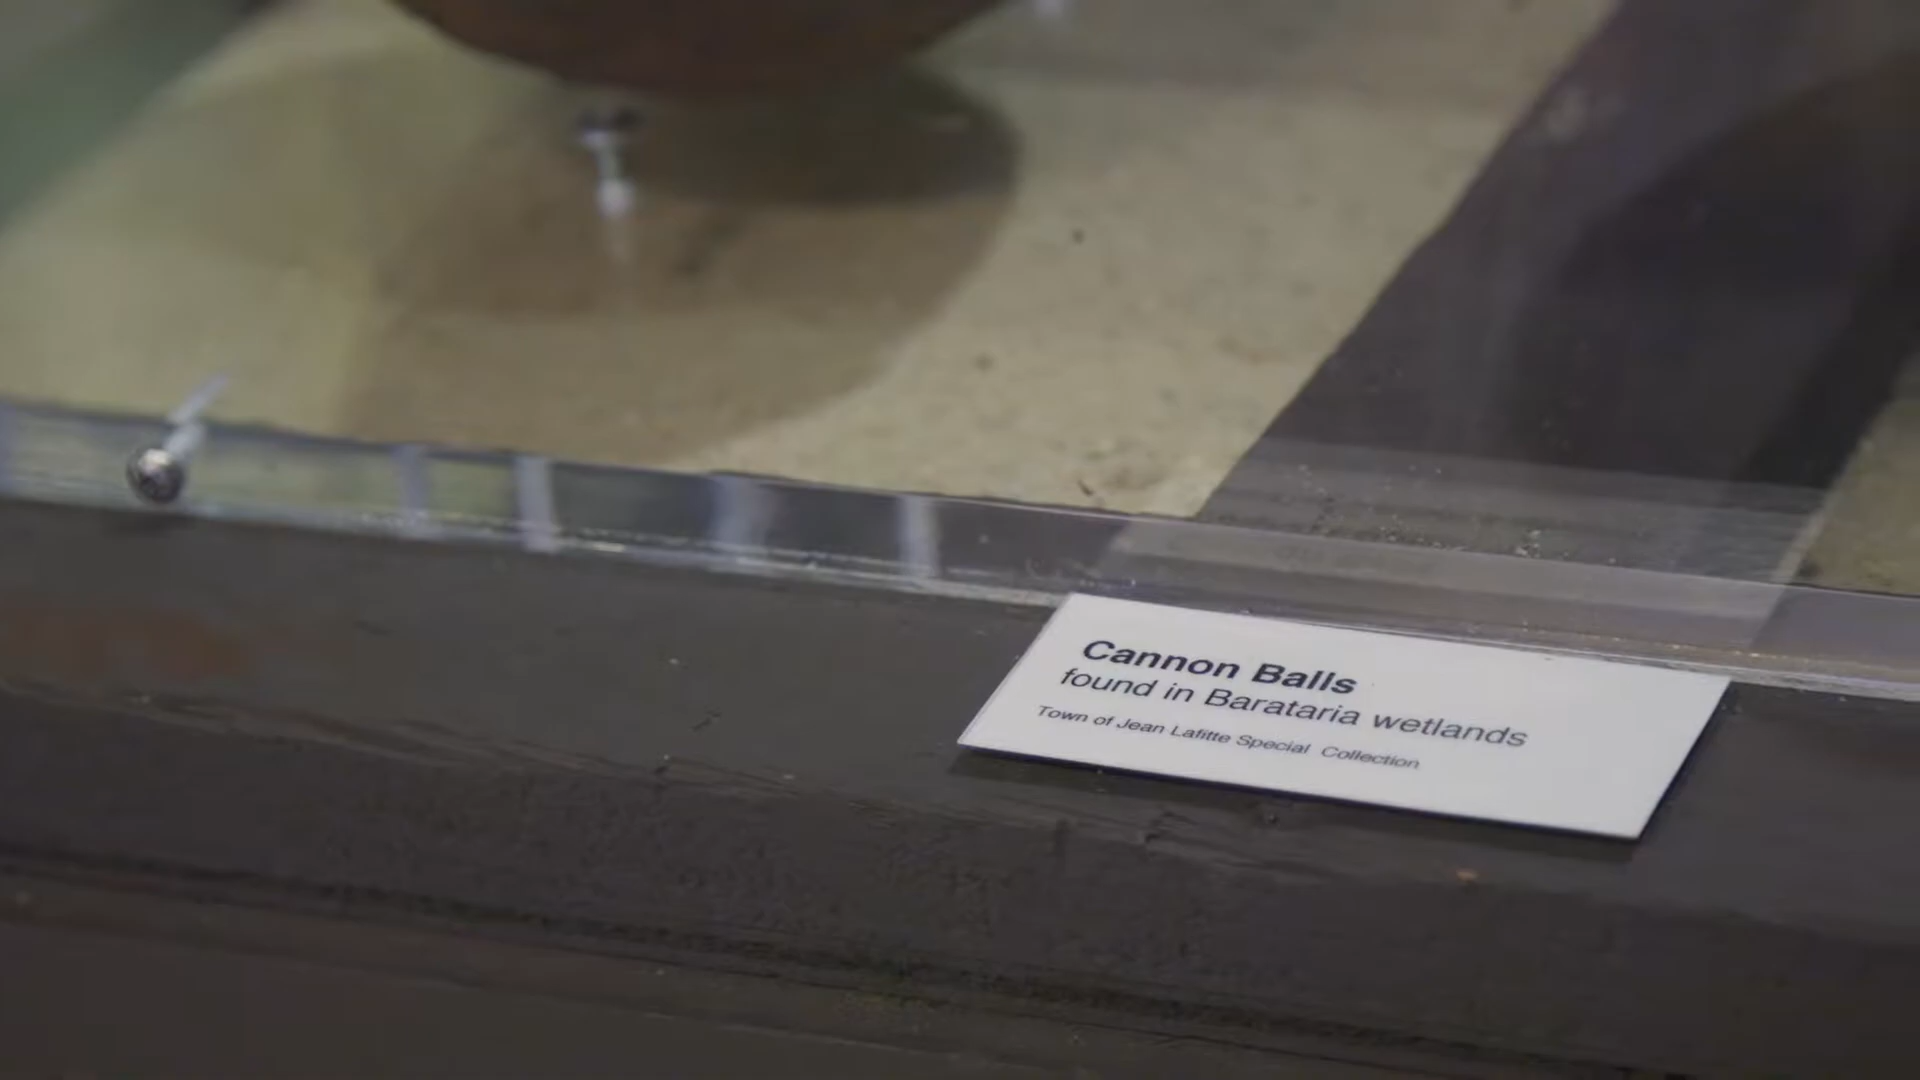 Cannon Balls
found in Barataria wetlands
Town of Jean Lafitte Special Collection